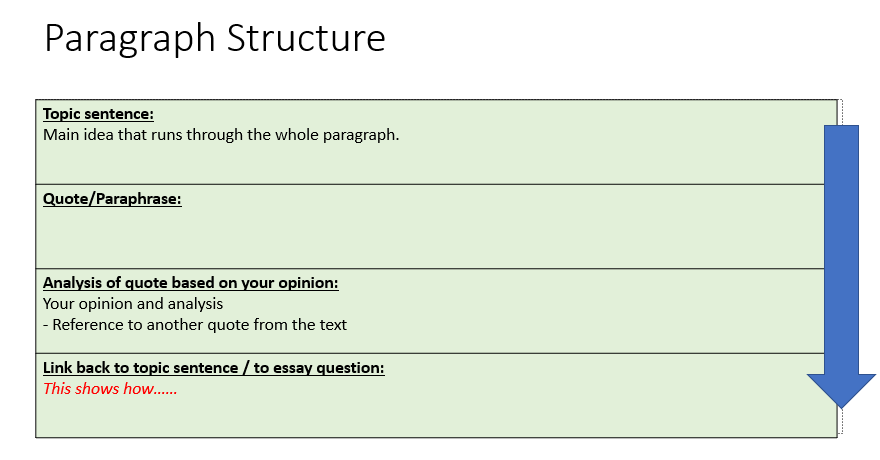 Paragraph Structure
Topic sentence:
Main idea that runs through the whole paragraph.
Quote/Paraphrase:
Analysis of quote based on your opinion:
Your opinion and analysis
- Reference to another quote from the text
Link back to topic sentence / to essay question:
This shows how......